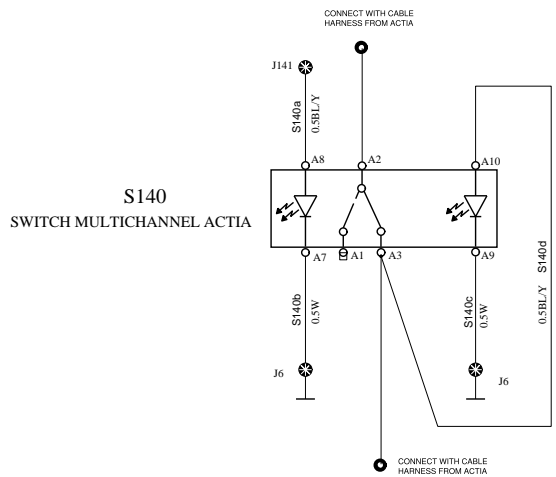 CONNECT WITH CABLE
HARNESS FROM ACTIA
J141
S140a
0.5BL/Y
A8
A2
A10
S140
SWITCH MULTICHANNEL ACTIA
A7
A1
A3
A9
S140b
0.5W
S140c
0.5W
0.5BL/Y S140d
J6
J6
CONNECT WITH CABLE
HARNESS FROM ACTIA